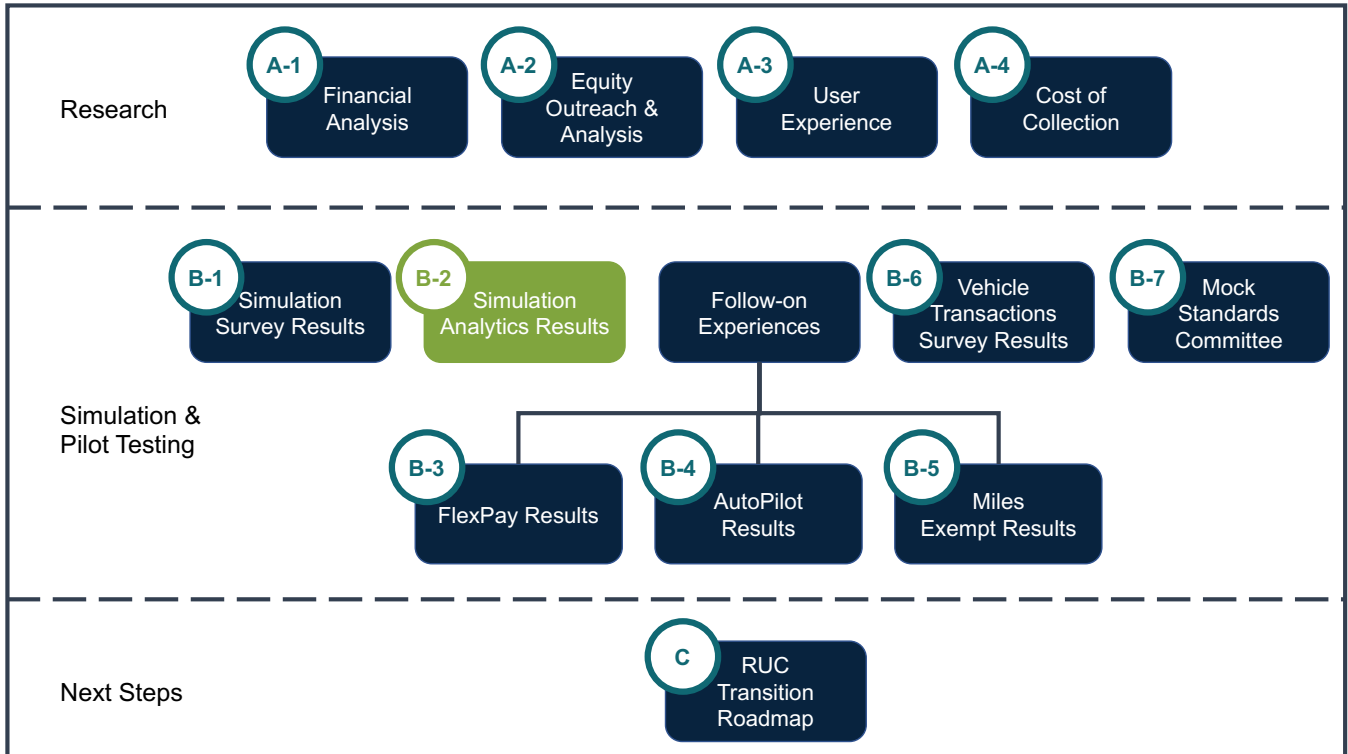 Research
A-1
Financial
Analysis
A-2
Equity
Outreach &
Analysis
A-3
User
Experience
A-4
Cost of
Collection
Simulation &
Pilot Testing
B-1
Simulation
Survey Results
B-2
Simulation
Analytics Results
Follow-on
Experiences
B-6
Vehicle
Transactions
Survey Results
B-7
Mock
Standards
Committee
B-3
FlexPay Results
B-4
AutoPilot
Results
B-5
Miles
Exempt Results
Next Steps
C
RUC
Transition
Roadmap